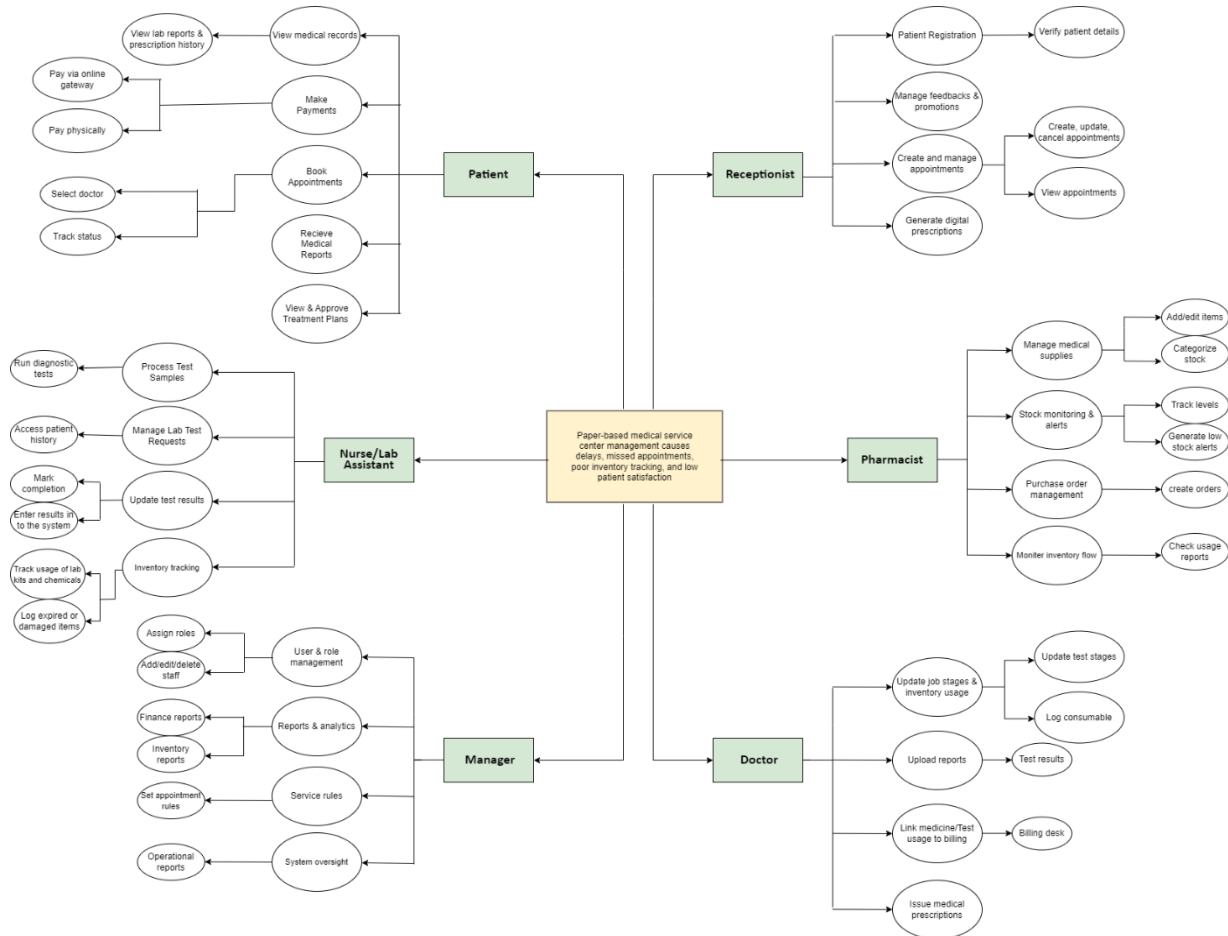 View lab reports &
prescription history
View medical records
Pay via online
gateway
Make
Payments
Pay physically
Book
Appointments
Select doctor
Track status
Recieve
Medical
Reports
View & Approve
Treatment Plans
Patient
Receptionist
Patient Registration
Verify patient details
Manage feedbacks &
promotions
Create and manage
appointments
Create, update,
cancel appointments
View appointments
Generate digital
prescriptions
Run diagnostic
tests
Process Test
Samples
Access patient
history
Manage Lab Test
Requests
Mark
completion
Enter results in
to the system
Update test results
Track usage of lab
kits and chemicals
Log expired or
damaged items
Inventory tracking
Nurse/Lab
Assistant
Paper-based medical service
center management causes
delays, missed appointments,
poor inventory tracking, and low
patient satisfaction
Pharmacist
Manage medical
supplies
Add/edit items
Categorize
stock
Stock monitoring &
alerts
Track levels
Generate low
stock alerts
Purchase order
management
create orders
Moniter inventory flow
Check usage
reports
Assign roles
Add/edit/delete
staff
User & role
management
Finance reports
Inventory
reports
Reports & analytics
Set appointment
rules
Service rules
Operational
reports
System oversight
Manager
Doctor
Update job stages &
inventory usage
Update test stages
Log consumable
Upload reports
Test results
Link medicine/Test
usage to billing
Billing desk
Issue medical
prescriptions